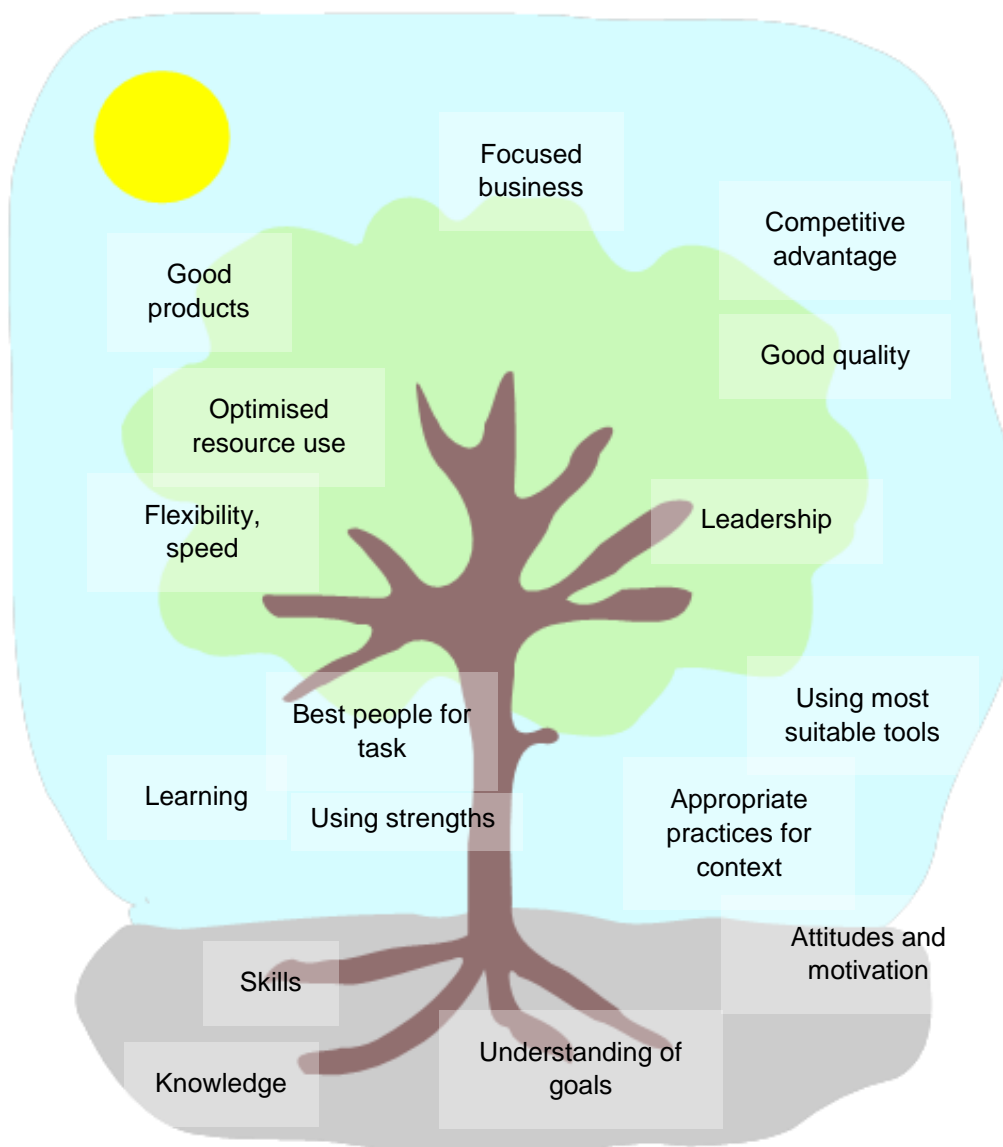 Focused
business
Competitive
advantage
Good
products
Good quality
Optimised
resource use
Flexibility,
speed
Leadership
Using most
suitable tools
Best people for
task
Learning
Using strengths
Appropriate
practices for
context
Attitudes and
motivation
Skills
Understanding of
goals
Knowledge